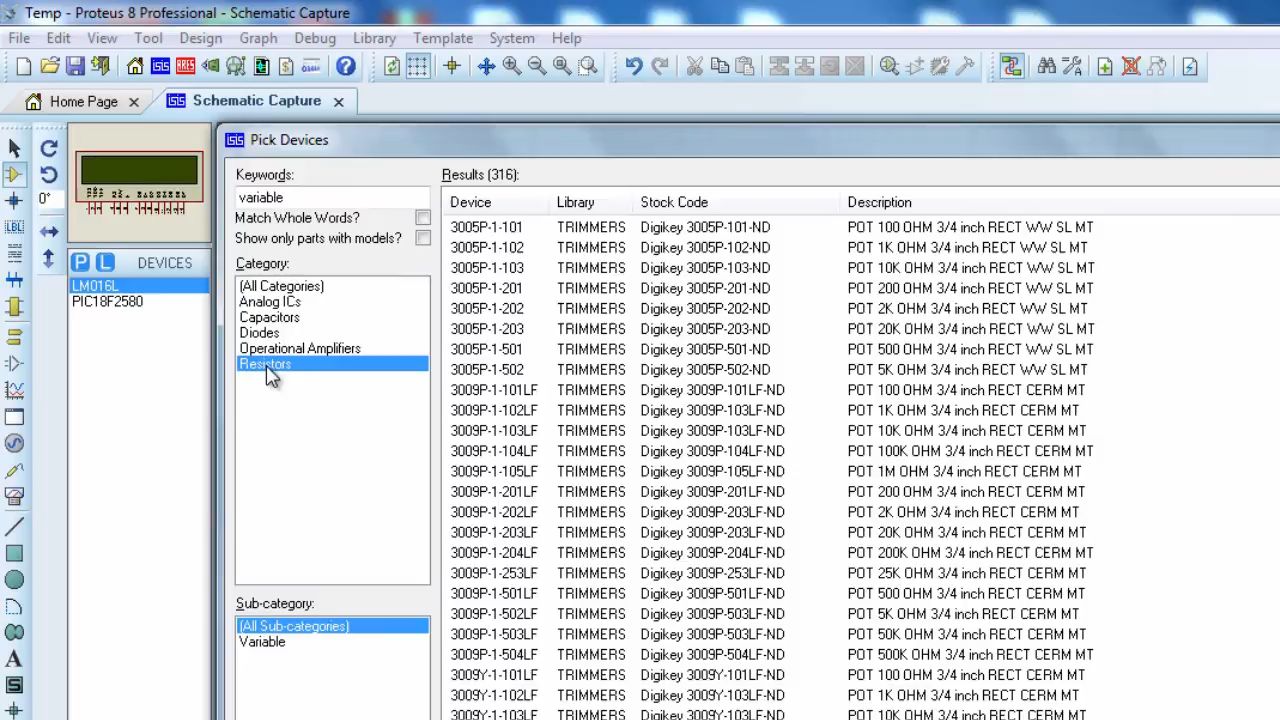 Temp - Proteus 8 Professional - Schematic Capture
File Edit View Tool Design Graph Debug Library Template System Help
Home Page
Schematic Capture
Pick Devices
0°
LBL
P L DEVICES
LM016L
PIC18F2580
A
S
Keywords:
variable
Match Whole Words?
Show only parts with models?
Category:
(All Categories)
Analog ICs
Capacitors
Diodes
Operational Amplifiers
Resistors
Sub-category:
(All Sub-categories)
Variable
Results (316):
Device Library Stock Code Description
3005P-1-101 TRIMMERS Digikey 3005P-101-ND POT 100 OHM 3/4 inch RECT WW SL MT
3005P-1-102 TRIMMERS Digikey 3005P-102-ND POT 1K OHM 3/4 inch RECT WW SL MT
3005P-1-103 TRIMMERS Digikey 3005P-103-ND POT 10K OHM 3/4 inch RECT WW SL MT
3005P-1-201 TRIMMERS Digikey 3005P-201-ND POT 200 OHM 3/4 inch RECT WW SL MT
3005P-1-202 TRIMMERS Digikey 3005P-202-ND POT 2K OHM 3/4 inch RECT WW SL MT
3005P-1-203 TRIMMERS Digikey 3005P-203-ND POT 20K OHM 3/4 inch RECT WW SL MT
3005P-1-501 TRIMMERS Digikey 3005P-501-ND POT 500 OHM 3/4 inch RECT WW SL MT
3005P-1-502 TRIMMERS Digikey 3005P-502-ND POT 5K OHM 3/4 inch RECT WW SL MT
3009P-1-101LF TRIMMERS Digikey 3009P-101LF-ND POT 100 OHM 3/4 inch RECT CERM MT
3009P-1-102LF TRIMMERS Digikey 3009P-103LF-ND POT 1K OHM 3/4 inch RECT CERM MT
3009P-1-103LF TRIMMERS Digikey 3009P-103LF-ND POT 10K OHM 3/4 inch RECT CERM MT
3009P-1-104LF TRIMMERS Digikey 3009P-104LF-ND POT 100K OHM 3/4 inch RECT CERM MT
3009P-1-105LF TRIMMERS Digikey 3009P-105LF-ND POT 1M OHM 3/4 inch RECT CERM MT
3009P-1-201LF TRIMMERS Digikey 3009P-201LF-ND POT 200 OHM 3/4 inch RECT CERM MT
3009P-1-202LF TRIMMERS Digikey 3009P-203LF-ND POT 2K OHM 3/4 inch RECT CERM MT
3009P-1-203LF TRIMMERS Digikey 3009P-203LF-ND POT 20K OHM 3/4 inch RECT CERM MT
3009P-1-204LF TRIMMERS Digikey 3009P-203LF-ND POT 200K OHM 3/4 inch RECT CERM MT
3009P-1-253LF TRIMMERS Digikey 3009P-253LF-ND POT 25K OHM 3/4 inch RECT CERM MT
3009P-1-501LF TRIMMERS Digikey 3009P-501LF-ND POT 500 OHM 3/4 inch RECT CERM MT
3009P-1-502LF TRIMMERS Digikey 3009P-503LF-ND POT 5K OHM 3/4 inch RECT CERM MT
3009P-1-503LF TRIMMERS Digikey 3009P-503LF-ND POT 50K OHM 3/4 inch RECT CERM MT
3009P-1-504LF TRIMMERS Digikey 3009P-504LF-ND POT 500K OHM 3/4 inch RECT CERM MT
3009Y-1-101LF TRIMMERS Digikey 3009Y-101LF-ND POT 100 OHM 3/4 inch RECT CERM MT
3009Y-1-102LF TRIMMERS Digikey 3009Y-103LF-ND POT 1K OHM 3/4 inch RECT CERM MT
3009Y-1-103LF TRIMMERS Digikey 3009Y-103LF-ND POT 10K OHM 3/4 inch RECT CERM MT